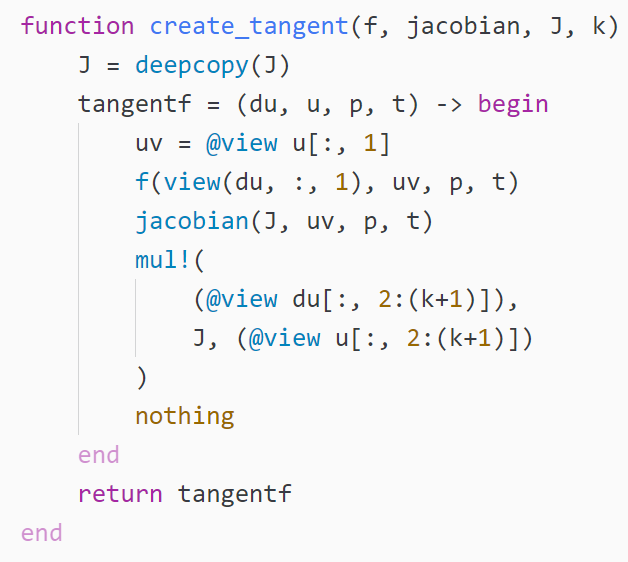 function create_tangent(f, jacobian, J, k)
    J = deepcopy(J)
    tangentf = (du, u, p, t) -> begin
        uv = @view u[:, 1]
        f(view(du, :, 1), uv, p, t)
        jacobian(J, uv, p, t)
        mul!(
            (@view du[:, 2:(k+1)]),
            J, (@view u[:, 2:(k+1)])
        )
        nothing
    end
    return tangentf
end